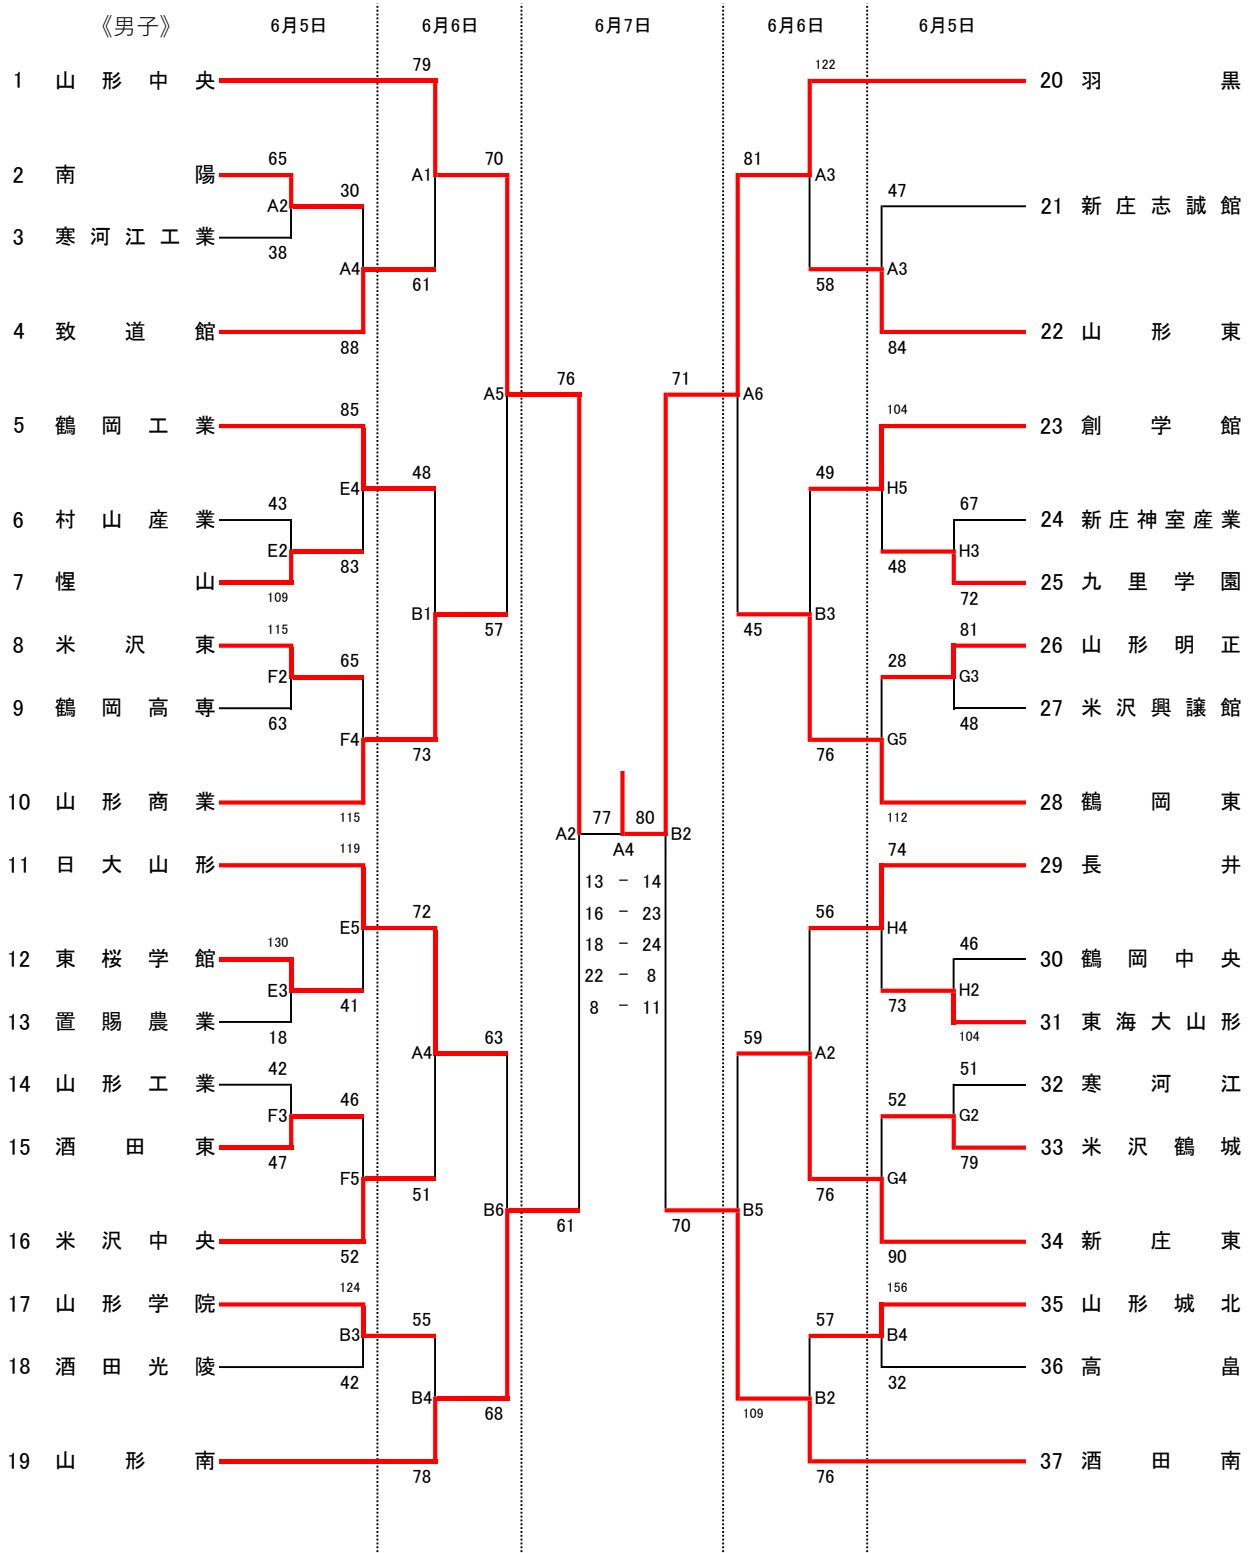 《男子》 6月5日 6月6日 6月7日 6月6日 6月5日
79 122
1 山形中央 20 羽黒
65 70 81
2 南陽 A1 A3
30 47
A2 21 新庄志誠館
3 寒河江工業
38
A4 A3
61 58
4 致道館 22 山形東
88 84
76 71
A5 A6
85 104
5 鶴岡工業 23 創学館
48 49
E4 H5
43 67
6 村山産業 24 新庄神室産業
E2 H3
83 48
7 惺山 25 九里学園
109 72
B1 B3
115 57 45 81
8 米沢東 26 山形明正
65 28
F2 G3
9 鶴岡高専 27 米沢興譲館
63 48
F4 G5
73 76
10 山形商業 28 鶴岡東
115 77 80 112
A2 B2
119 A4 74
11 日大山形 29 長井
13 － 14
16 － 23
72 56
E5 H4
130 18 － 24 46
12 東桜学館 30 鶴岡中央
22 － 8
E3 H2
41 8 － 11 73
13 置賜農業 31 東海大山形
18 104
63 59
A4 A2
42 51
14 山形工業 32 寒河江
46 52
F3 G2
15 酒田東 33 米沢鶴城
47 79
F5 G4
51 76
B6 B5
61 70
16 米沢中央 34 新庄東
52 90
124 156
17 山形学院 35 山形城北
55 57
B3 B4
18 酒田光陵 36 高畠
42 32
B4 B2
68 109
19 山形南 37 酒田南
78 76